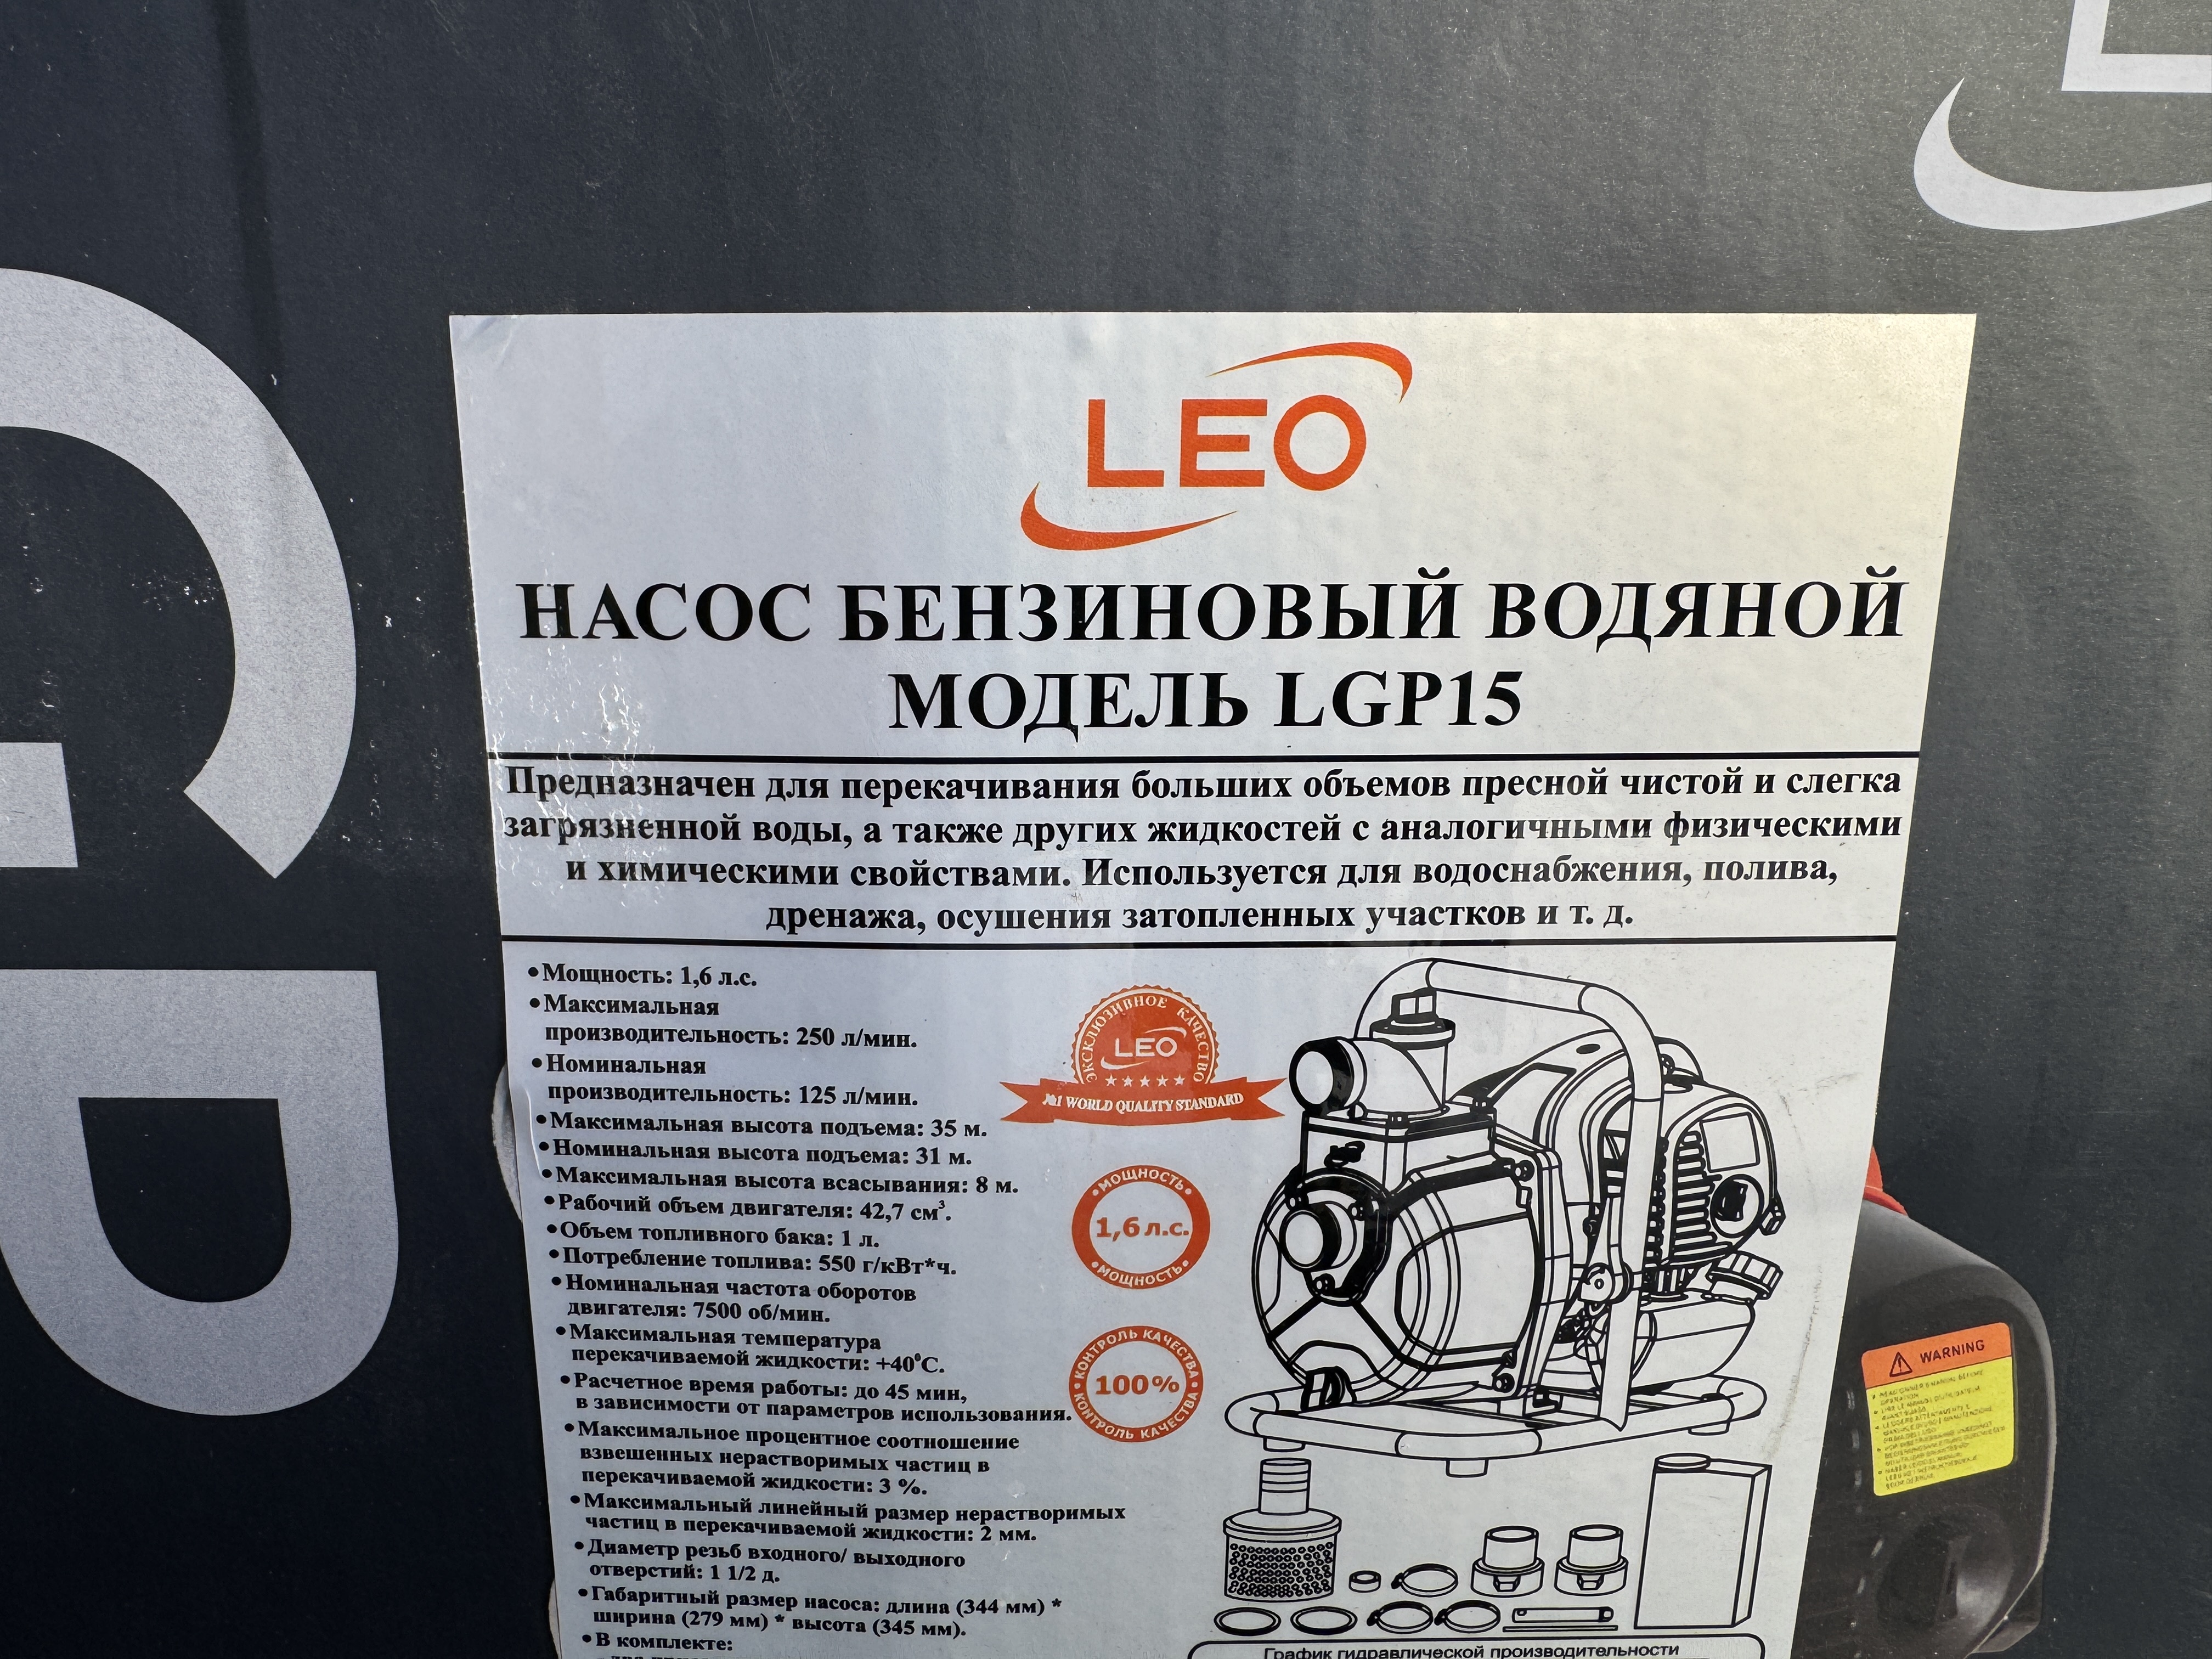 LEO
НАСОС БЕНЗИНОВЫЙ ВОДЯНОЙ
МОДЕЛЬ LGP15
Предназначен для перекачивания больших объемов пресной чистой и слегка
загрязненной воды, а также других жидкостей с аналогичными физическими
и химическими свойствами. Используется для водоснабжения, полива,
дренажа, осушения затопленных участков и т. д.
•Мощность: 1,6 л.с.
•Максимальная
производительность: 250 л/мин.
•Номинальная
производительность: 125 л/мин.
•Максимальная высота подъема: 35 м.
•Номинальная высота подъема: 31 м.
•Максимальная высота всасывания: 8 м.
•Рабочий объем двигателя: 42,7 см³.
•Объем топливного бака: 1 л.
•Потребление топлива: 550 г/кВт*ч.
•Номинальная частота оборотов
двигателя: 7500 об/мин.
•Максимальная температура
перекачиваемой жидкости: +40⁰С.
•Расчетное время работы: до 45 мин,
в зависимости от параметров использования.
•Максимальное процентное соотношение
взвешенных нерастворимых частиц в
перекачиваемой жидкости: 3 %.
•Максимальный линейный размер нерастворимых
частиц в перекачиваемой жидкости: 2 мм.
•Диаметр резьб входного/ выходного
отверстий: 1 1/2 д.
•Габаритный размер насоса: длина (344 мм) *
ширина (279 мм) * высота (345 мм).
•В комплекте:
ЭКСКЛЮЗИВНОЕ КАЧЕСТВО
LEO
№1 WORLD QUALITY STANDARD
•МОЩНОСТЬ•
1,6 л.с.
•МОЩНОСТЬ•
КОНТРОЛЬ КАЧЕСТВА
100%
КОНТРОЛЬ КАЧЕСТВА
График гидравлической производительности
WARNING